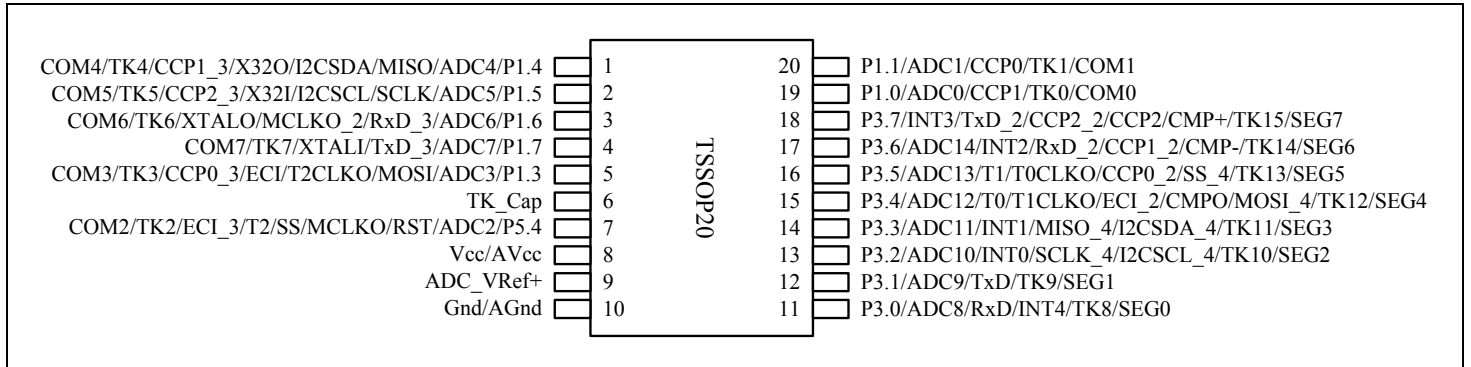 COM4/TK4/CCP1_3/X32O/I2CSDA/MISO/ADC4/P1.4 1
COM5/TK5/CCP2_3/X32I/I2CSCL/SCLK/ADC5/P1.5 2
COM6/TK6/XTALO/MCLKO_2/RxD_3/ADC6/P1.6 3
COM7/TK7/XTALI/TxD_3/ADC7/P1.7 4
COM3/TK3/CCP0_3/ECI/T2CLKO/MOSI/ADC3/P1.3 5
TK_Cap 6
COM2/TK2/ECI_3/T2/SS/MCLKO/RST/ADC2/P5.4 7
Vcc/AVcc 8
ADC_VRef+ 9
Gnd/AGnd 10
TSSOP20
20 P1.1/ADC1/CCP0/TK1/COM1
19 P1.0/ADC0/CCP1/TK0/COM0
18 P3.7/INT3/TxD_2/CCP2_2/CCP2/CMP+/TK15/SEG7
17 P3.6/ADC14/INT2/RxD_2/CCP1_2/CMP-/TK14/SEG6
16 P3.5/ADC13/T1/T0CLKO/CCP0_2/SS_4/TK13/SEG5
15 P3.4/ADC12/T0/T1CLKO/ECI_2/CMPO/MOSI_4/TK12/SEG4
14 P3.3/ADC11/INT1/MISO_4/I2CSDA_4/TK11/SEG3
13 P3.2/ADC10/INT0/SCLK_4/I2CSCL_4/TK10/SEG2
12 P3.1/ADC9/TxD/TK9/SEG1
11 P3.0/ADC8/RxD/INT4/TK8/SEG0